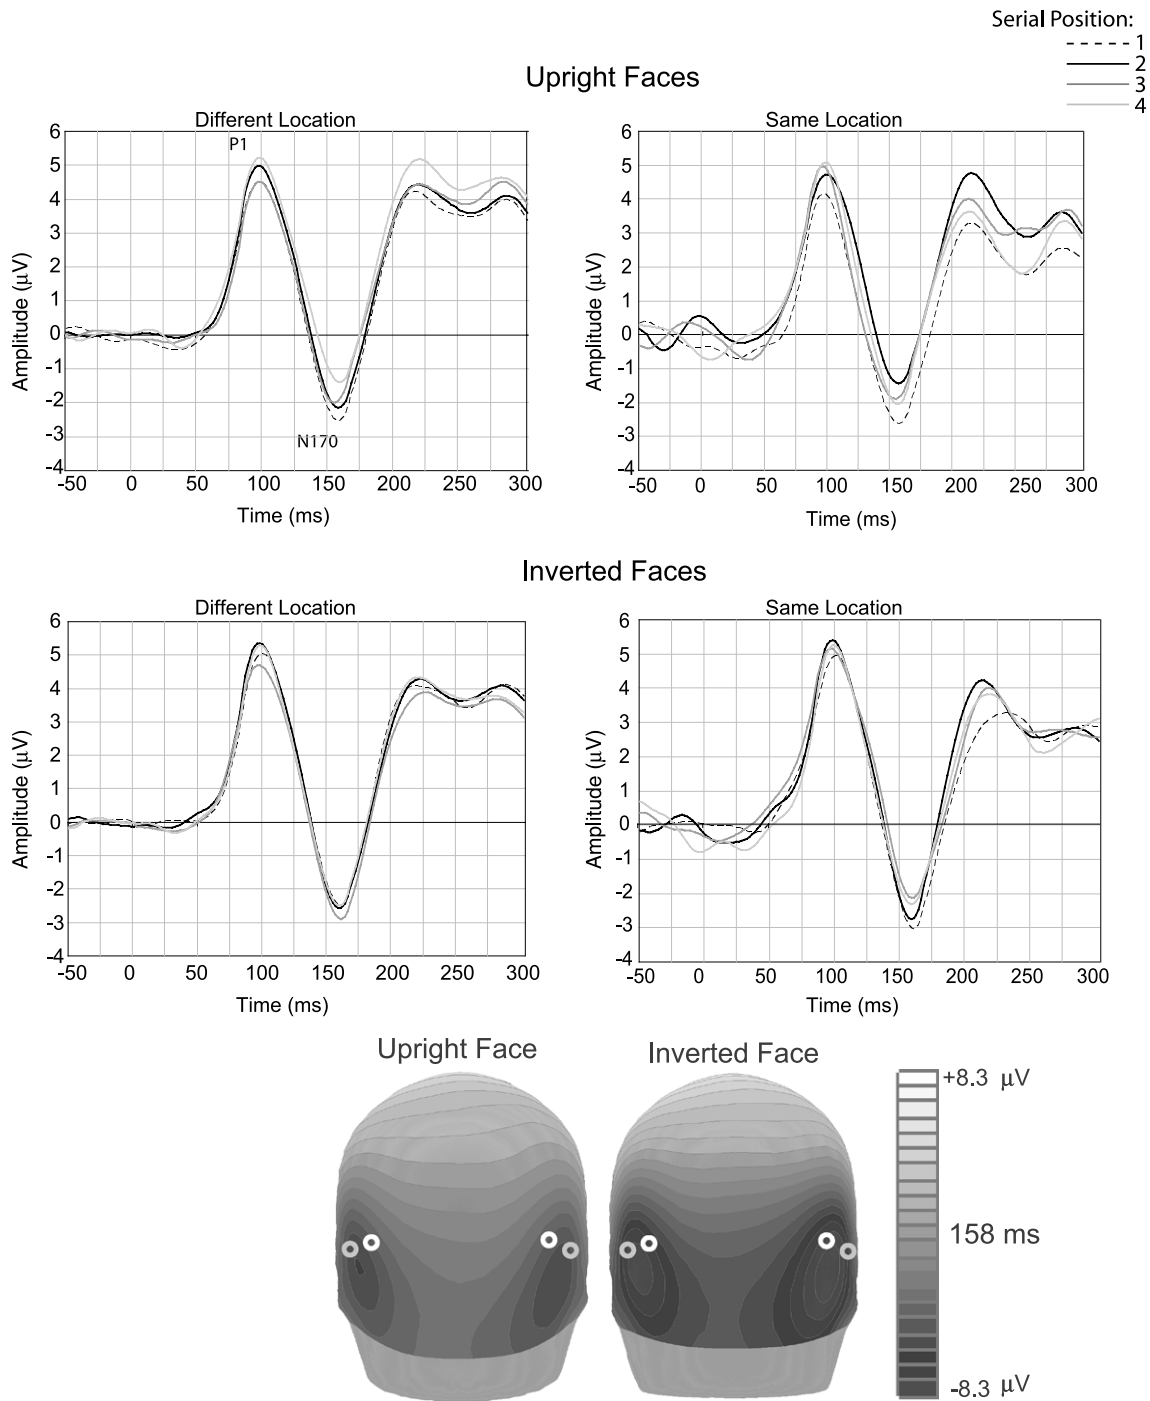 Serial Position:
1
2
3
4
Upright Faces
Different Location
P1
N170
6
5
4
3
2
1
0
-1
-2
-3
-4
Amplitude (μV)
-50 0 50 100 150 200 250 300
Time (ms)
Same Location
6
5
4
3
2
1
0
-1
-2
-3
-4
Amplitude (μV)
-50 0 50 100 150 200 250 300
Time (ms)
Inverted Faces
Different Location
6
5
4
3
2
1
0
-1
-2
-3
-4
Amplitude (μV)
-50 0 50 100 150 200 250 300
Time (ms)
Same Location
6
5
4
3
2
1
0
-1
-2
-3
-4
Amplitude (μV)
-50 0 50 100 150 200 250 300
Time (ms)
Upright Face
Inverted Face
+8.3 μV
158 ms
-8.3 μV